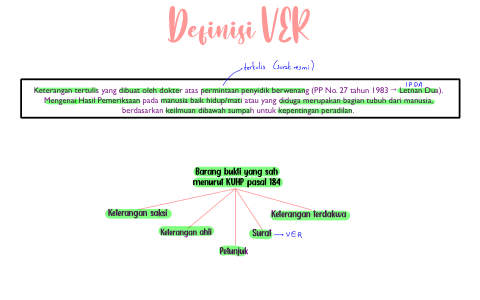 Definisi VER
tertulis (surat resmi)
IPDA
Keterangan tertulis yang dibuat oleh dokter atas permintaan penyidik berwenang (PP No. 27 tahun 1983 → Letnan Dua).
Mengenai Hasil Pemeriksaan pada manusia baik hidup/mati atau yang diduga merupakan bagian tubuh dari manusia,
berdasarkan keilmuan dibawah sumpah untuk kepentingan peradilan.
Barang bukti yang sah
menurut KUHP pasal 184
Keterangan saksi
Keterangan ahli
Petunjuk
Surat → VER
Keterangan terdakwa